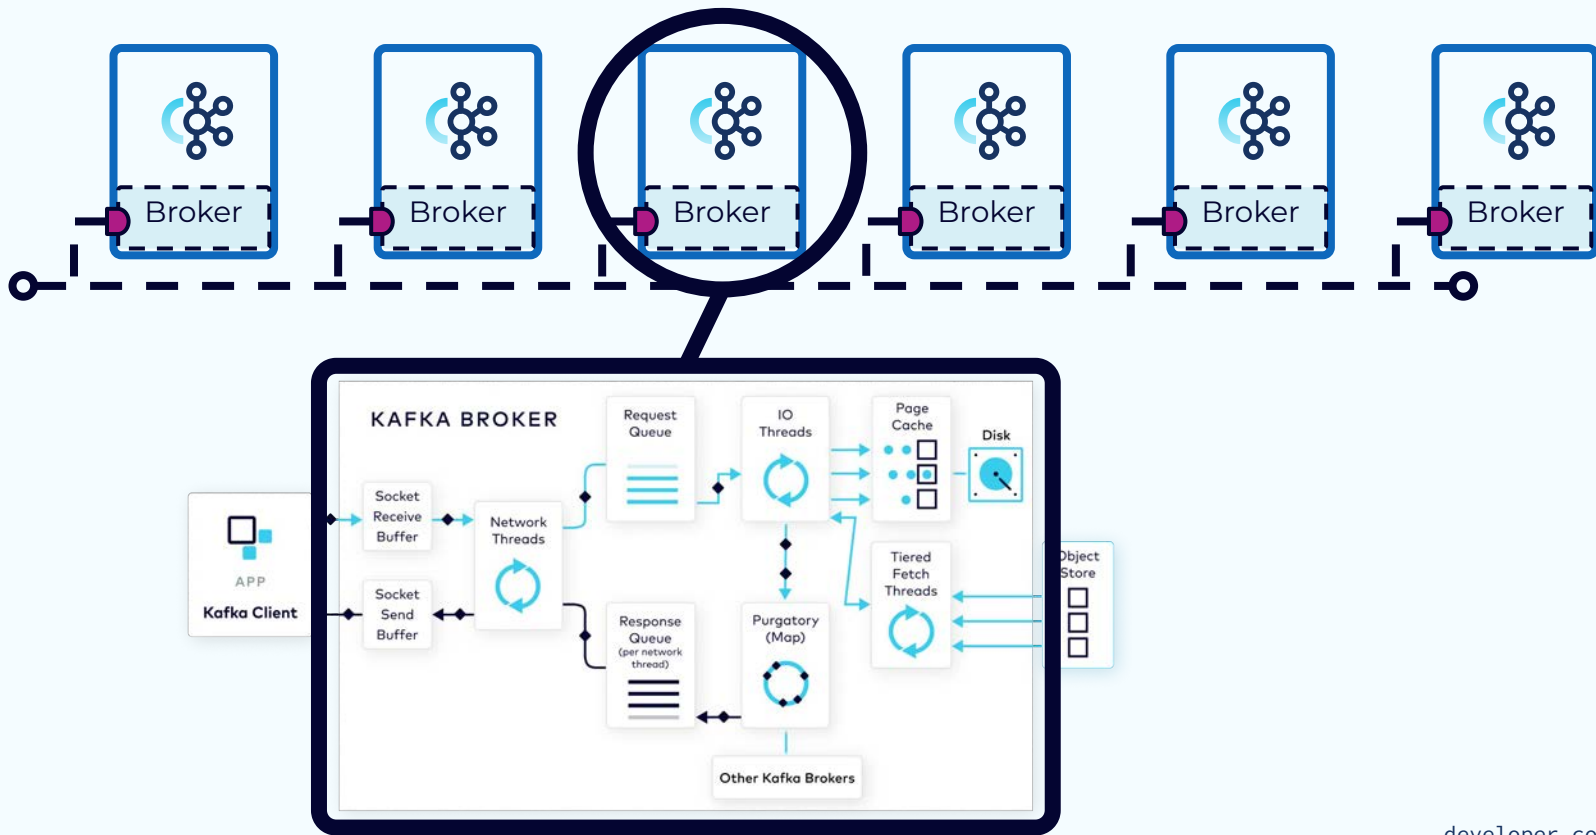 Broker
Broker
Broker
Broker
Broker
Broker
KAFKA BROKER
Request
Queue
IO
Threads
Page
Cache
Disk
Socket
Receive
Buffer
Network
Threads
APP
Kafka Client
Socket
Send
Buffer
Response
Queue
(per network
thread)
Purgatory
(Map)
Tiered
Fetch
Threads
Object
Store
Other Kafka Brokers